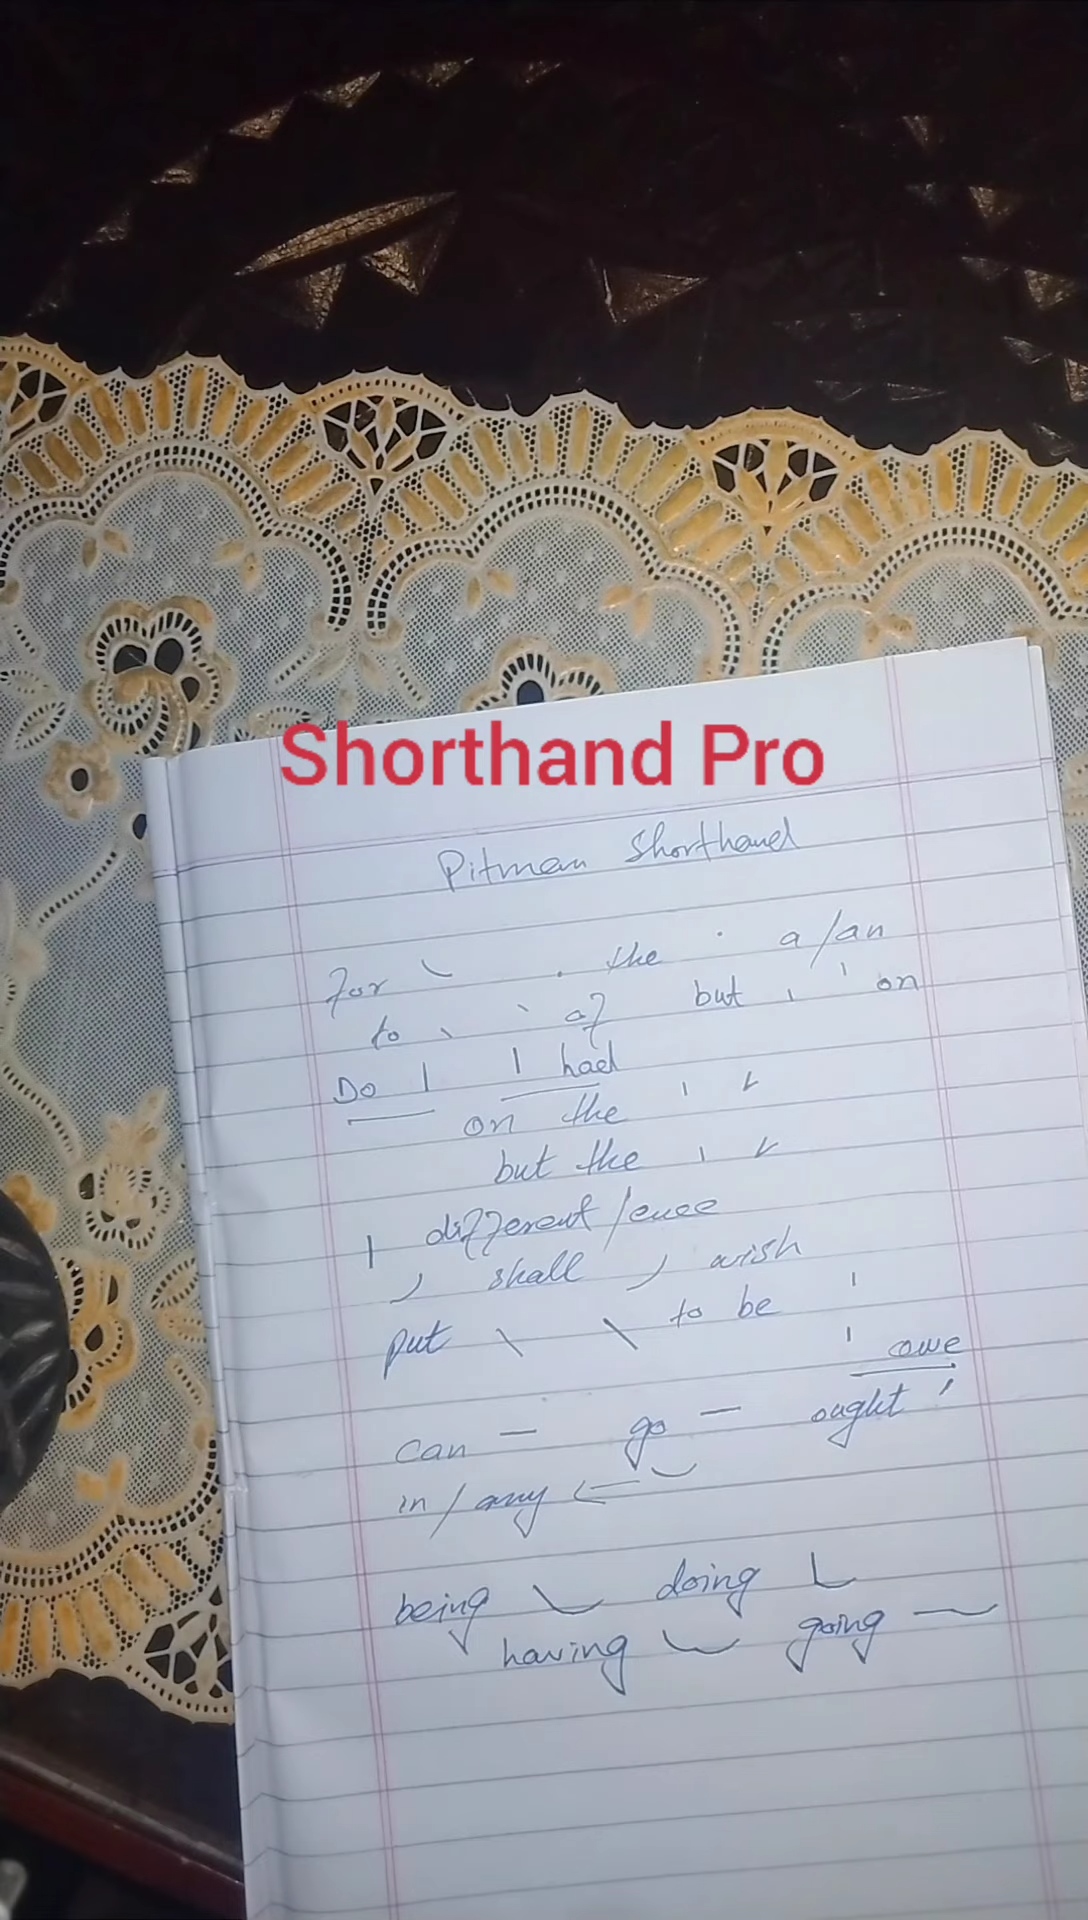 Shorthand Pro
Pitman Shorthand
For the a/an
to of but on
Do had
on the
but the
different/ence
shall wish
put to be
owe
can go ought
in/any
being doing
having going